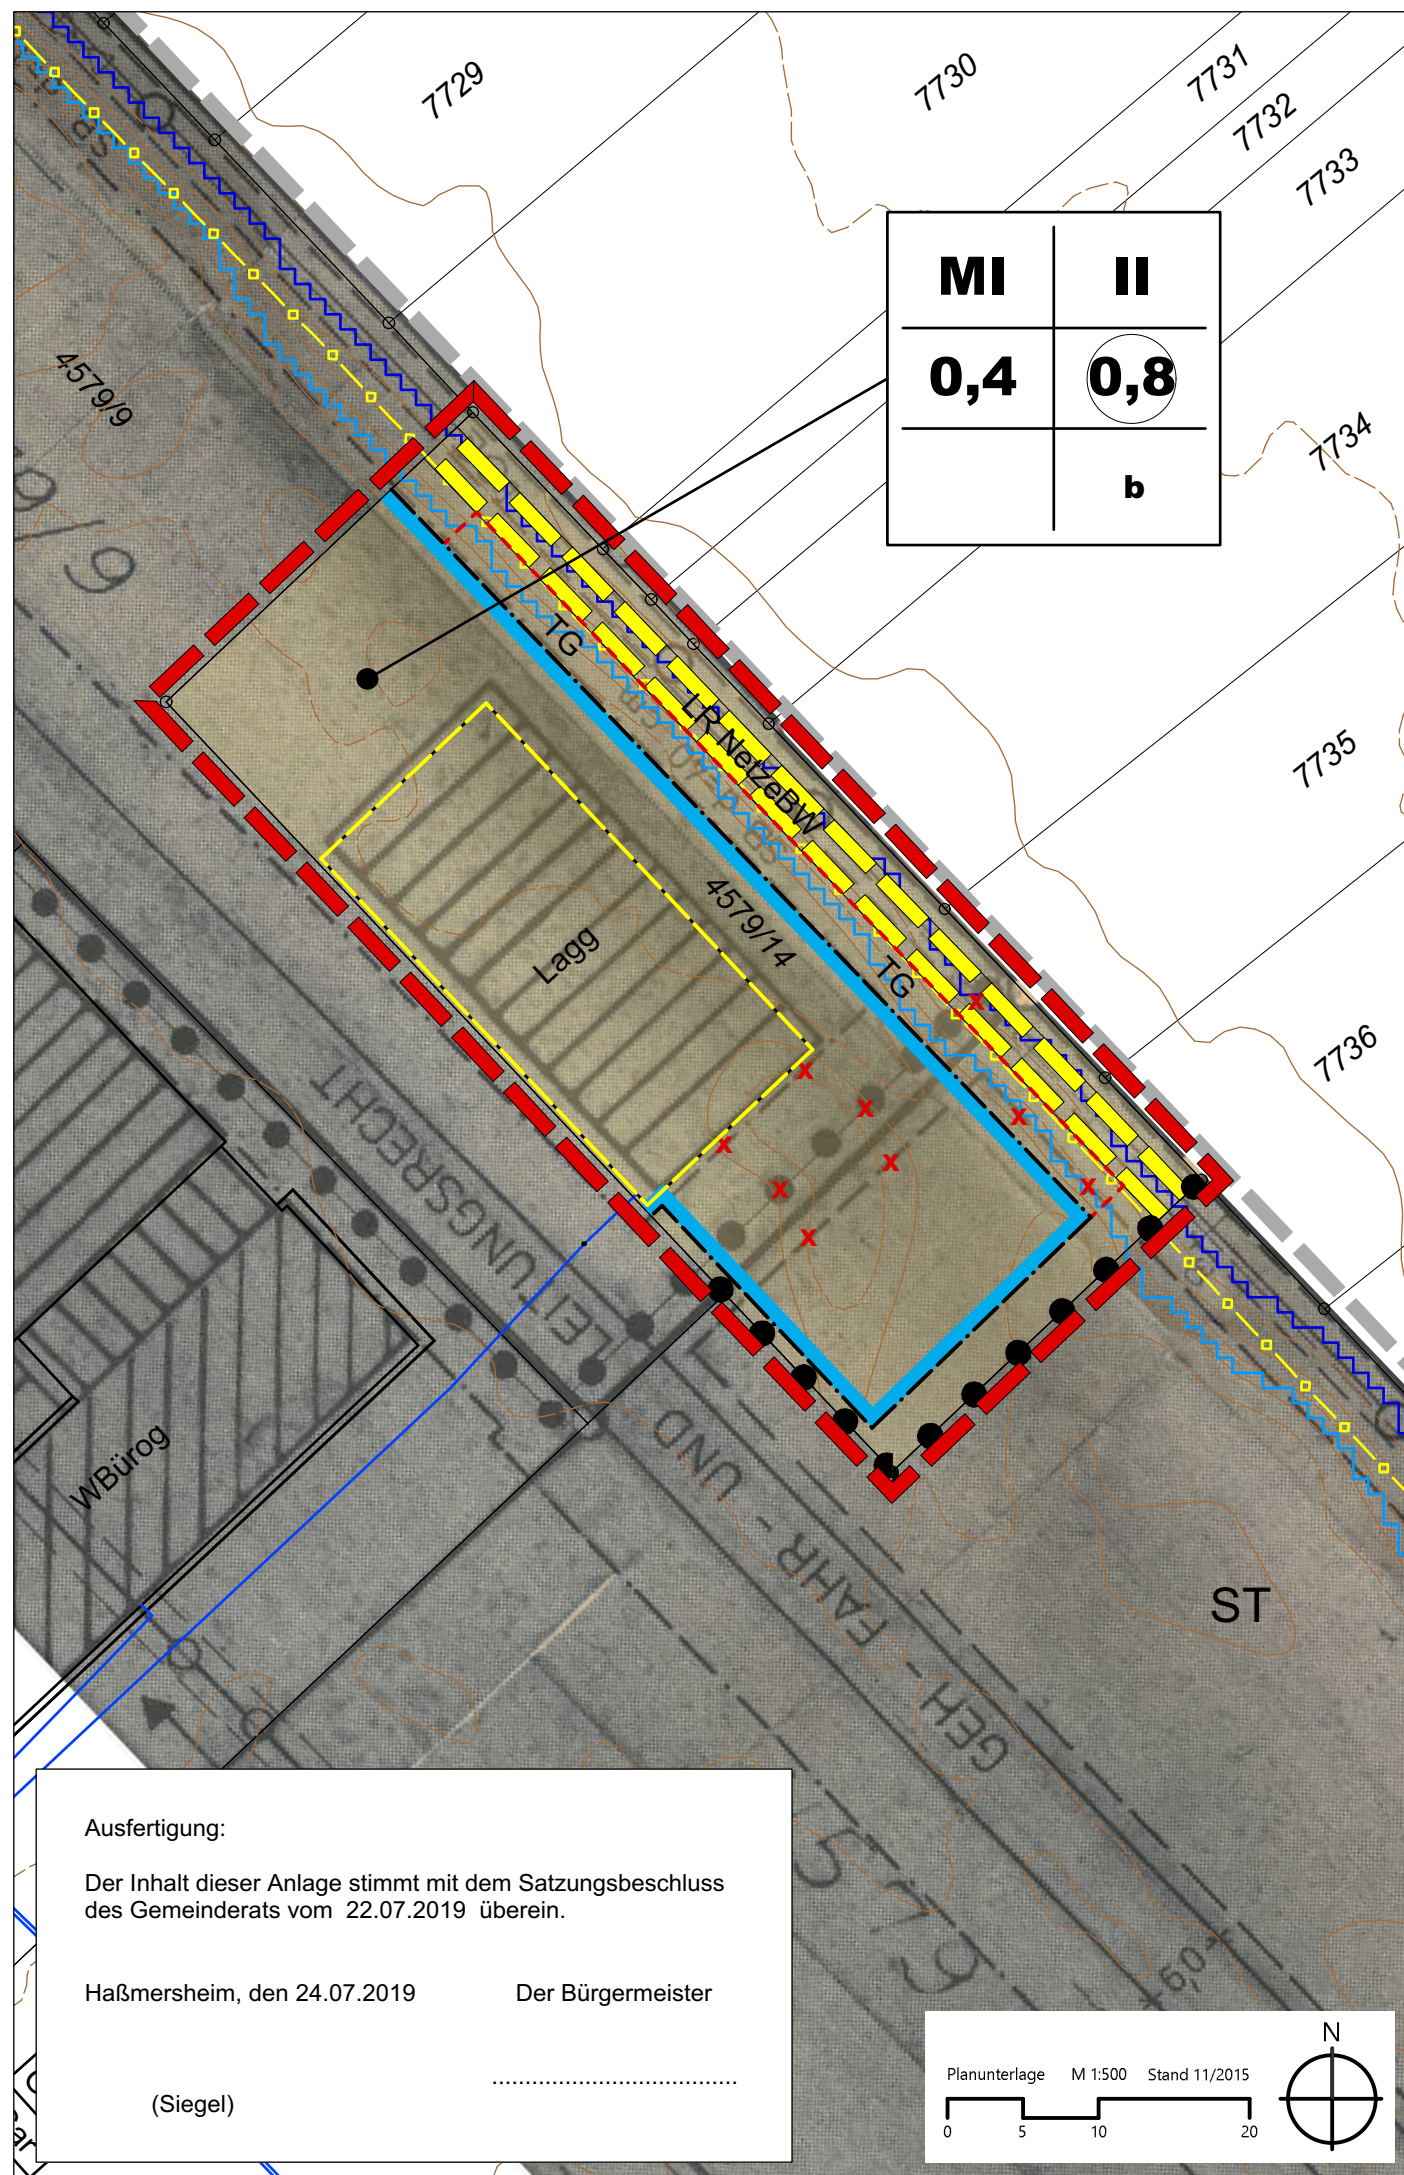 7729
7730
7731
7732
7733
7734
7735
7736
MI II
0,4 0,8
b
4579/9
TG
LR NetzeBW
4579/14
Lagg
TG
LEITUNGSRECHT
GEH - FAHR - UND
WBürog
ST
Ausfertigung:
Der Inhalt dieser Anlage stimmt mit dem Satzungsbeschluss
des Gemeinderats vom 22.07.2019 überein.
Haßmersheim, den 24.07.2019 Der Bürgermeister
.....................................
(Siegel)
N
Planunterlage M 1:500 Stand 11/2015
0 5 10 20